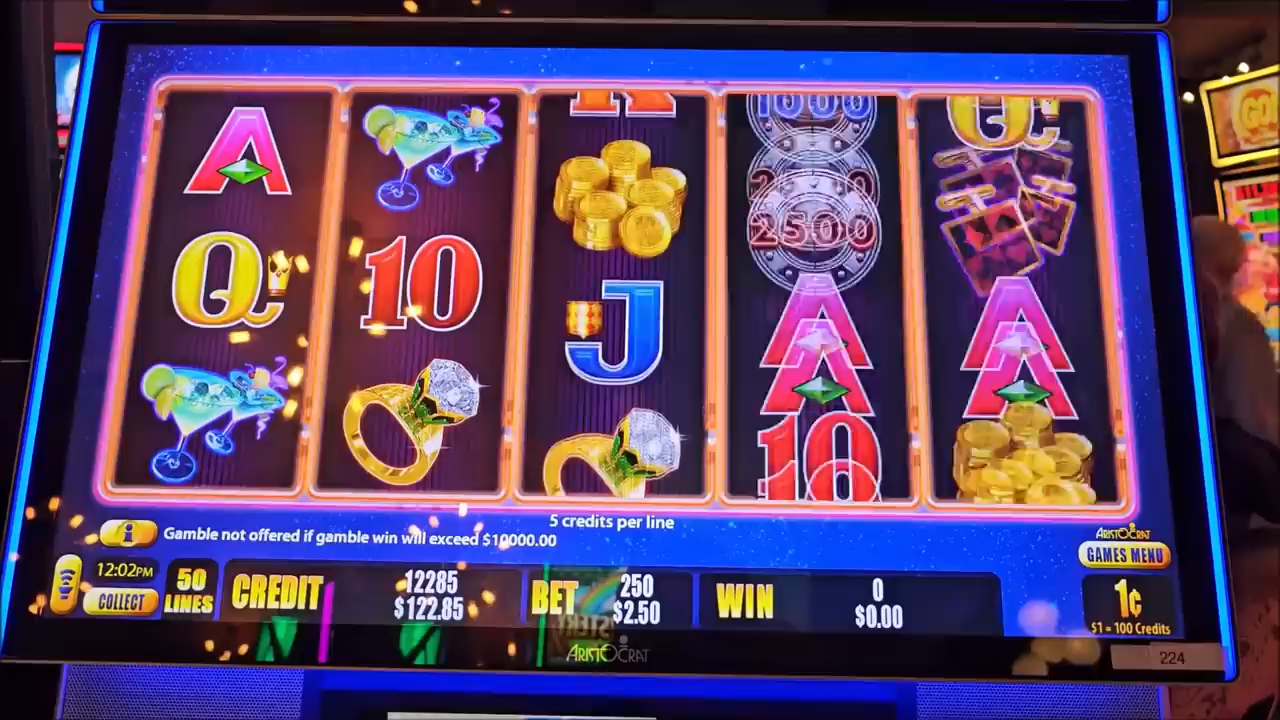 A
Q
10
J
1000
2500
A
A
10
Q
A
A
5 credits per line
Gamble not offered if gamble win will exceed $10000.00
12:02PM
COLLECT
50
LINES
CREDIT
12285
$122.85
BET
250
$2.50
WIN
0
$0.00
ARISTOCRAT
GAMES MENU
1¢
$1 = 100 Credits
ARISTOCRAT
224
GO!